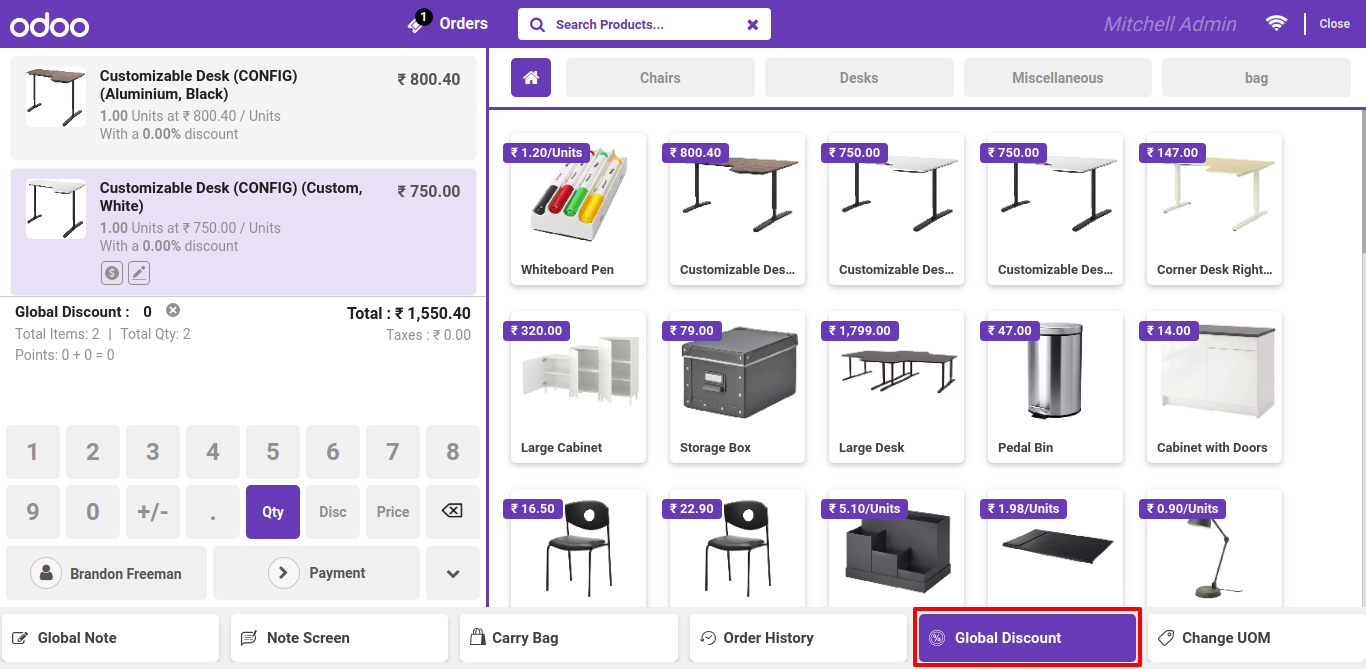 odoo
1
Orders
Search Products...
Mitchell Admin
Close
Customizable Desk (CONFIG)
(Aluminium, Black)
₹ 800.40
1.00 Units at ₹ 800.40 / Units
With a 0.00% discount
Customizable Desk (CONFIG) (Custom,
White)
₹ 750.00
1.00 Units at ₹ 750.00 / Units
With a 0.00% discount
Global Discount : 0
Total : ₹ 1,550.40
Total Items: 2 | Total Qty: 2
Taxes : ₹ 0.00
Points: 0 + 0 = 0
1 2 3 4 5 6 7 8
9 0 +/- . Qty Disc Price
Brandon Freeman
Payment
Chairs
Desks
Miscellaneous
bag
₹ 1.20/Units
₹ 800.40
₹ 750.00
₹ 750.00
₹ 147.00
Whiteboard Pen
Customizable Des...
Customizable Des...
Customizable Des...
Corner Desk Right...
₹ 320.00
₹ 79.00
₹ 1,799.00
₹ 47.00
₹ 14.00
Large Cabinet
Storage Box
Large Desk
Pedal Bin
Cabinet with Doors
₹ 16.50
₹ 22.90
₹ 5.10/Units
₹ 1.98/Units
₹ 0.90/Units
Global Note
Note Screen
Carry Bag
Order History
Global Discount
Change UOM